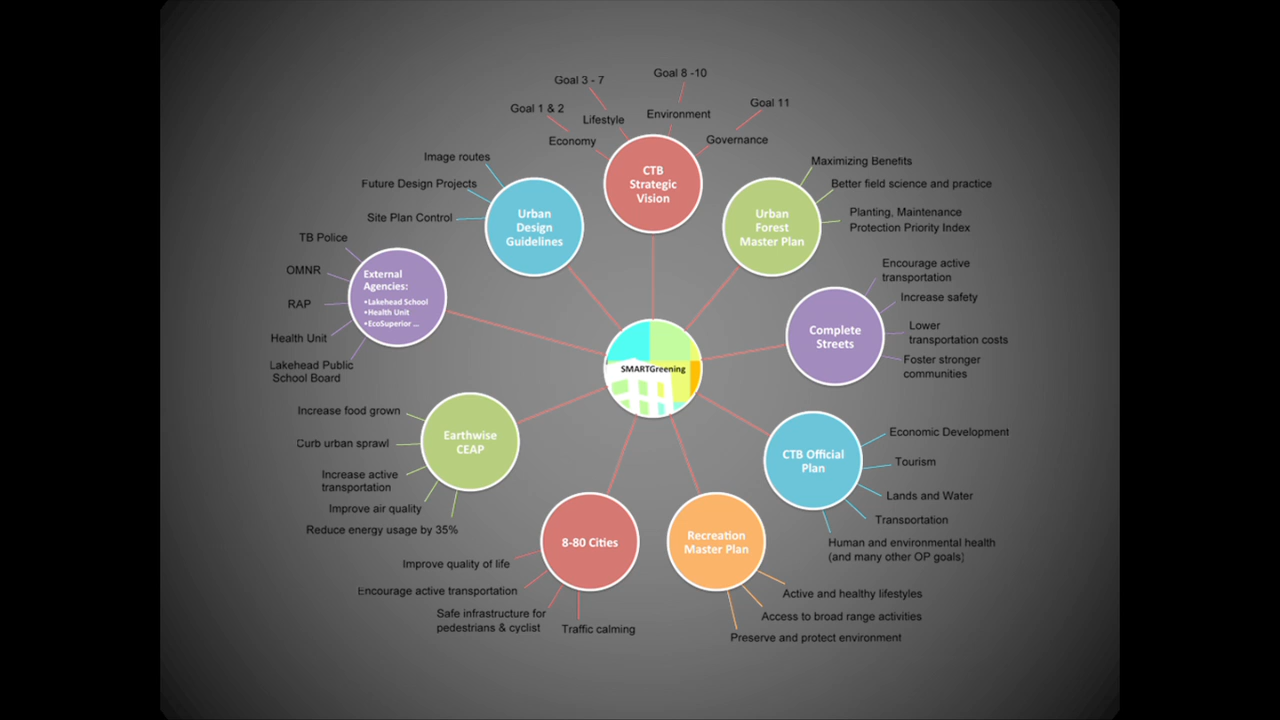 Goal 8 -10
Goal 3 - 7
Goal 11
Goal 1 & 2
Environment
Lifestyle
Economy
Governance
CTB
Strategic
Vision
Maximizing Benefits
Better field science and practice
Planting, Maintenance
Protection Priority Index
Urban
Forest
Master Plan
Encourage active
transportation
Increase safety
Lower
transportation costs
Foster stronger
communities
Complete
Streets
Economic Development
Tourism
Lands and Water
Transportation
Human and environmental health
(and many other OP goals)
CTB Official
Plan
Recreation
Master Plan
Active and healthy lifestyles
Access to broad range activities
Preserve and protect environment
8-80 Cities
Improve quality of life
Encourage active transportation
Safe infrastructure for
pedestrians & cyclist
Traffic calming
Earthwise
CEAP
Increase food grown
Curb urban sprawl
Increase active
transportation
Improve air quality
Reduce energy usage by 35%
External
Agencies:
•Lakehead School
•Health Unit
•EcoSuperior ...
TB Police
OMNR
RAP
Health Unit
Lakehead Public
School Board
Urban
Design
Guidelines
Image routes
Future Design Projects
Site Plan Control
SMARTGreening